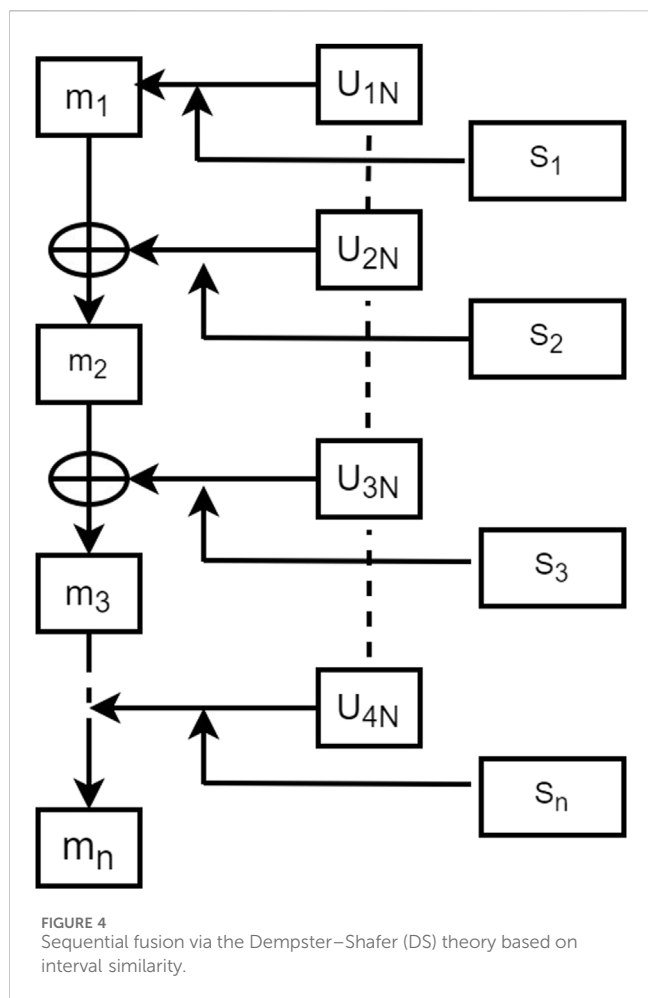 m₁
U₁N
S₁
U₂N
S₂
m₂
U₃N
S₃
m₃
U₄N
Sₙ
mₙ
FIGURE 4
Sequential fusion via the Dempster–Shafer (DS) theory based on
interval similarity.